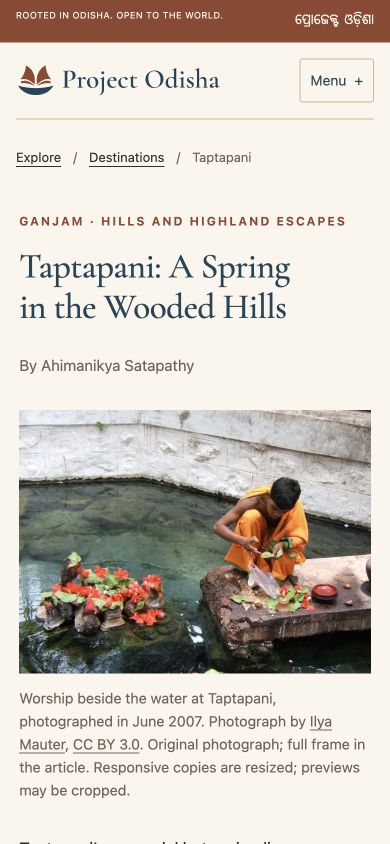 ROOTED IN ODISHA. OPEN TO THE WORLD.
ପ୍ରୋଜେକ୍ଟ ଓଡ଼ିଶା
Project Odisha
Menu +
Explore / Destinations / Taptapani
GANJAM · HILLS AND HIGHLAND ESCAPES
Taptapani: A Spring
in the Wooded Hills
By Ahimanikya Satapathy
Worship beside the water at Taptapani,
photographed in June 2007. Photograph by Ilya
Mauter, CC BY 3.0. Original photograph; full frame in
the article. Responsive copies are resized; previews
may be cropped.